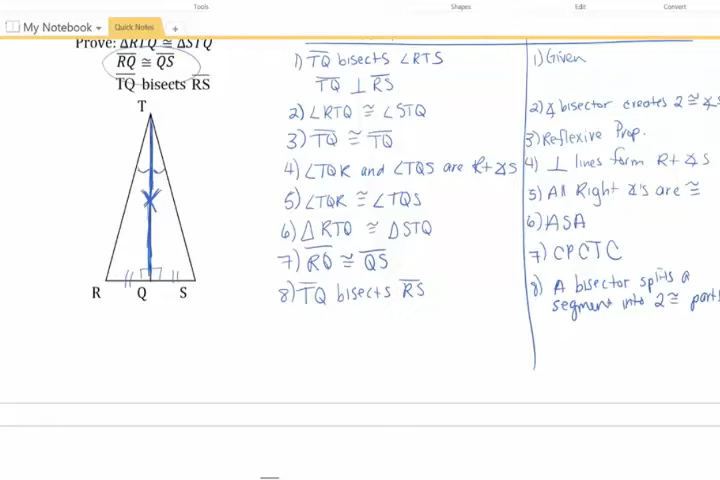 Tools
Shapes
Edit
Convert
My Notebook
Quick Notes
+
Prove: ΔRTQ ≅ ΔSTQ
RQ ≅ QS
TQ bisects RS
T
R
Q
S
1) TQ bisects ∠RTS
TQ ⊥ RS
2) ∠RTQ ≅ ∠STQ
3) TQ ≅ TQ
4) ∠TQR and ∠TQS are Rt ∡s
5) ∠TQR ≅ ∠TQS
6) Δ RTQ ≅ ΔSTQ
7) RQ ≅ QS
8) TQ bisects RS
1) Given
2) ∡ bisector creates 2 ≅ ∡s
3) Reflexive Prop.
4) ⊥ lines form Rt ∡s
5) All Right ∡'s are ≅
6) ASA
7) CPCTC
8) A bisector splits a
segment into 2 ≅ parts